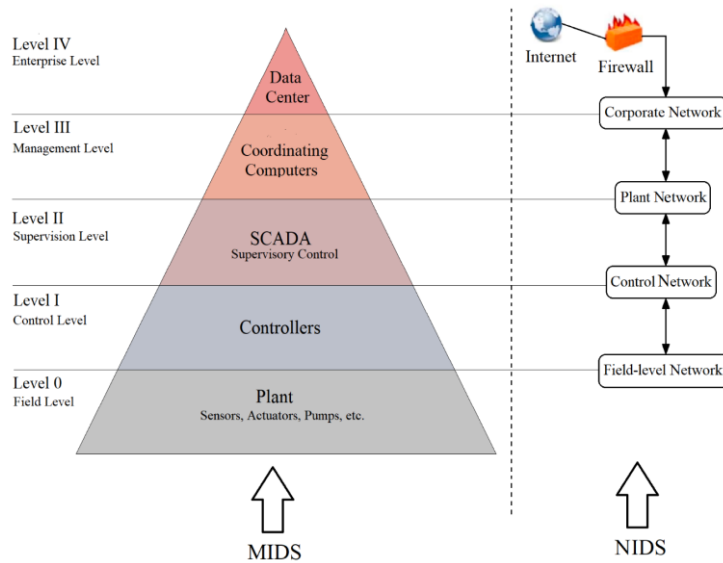 Level IV
Enterprise Level
Data
Center
Internet
Firewall
Corporate Network
Level III
Management Level
Coordinating
Computers
Plant Network
Level II
Supervision Level
SCADA
Supervisory Control
Control Network
Level I
Control Level
Controllers
Field-level Network
Level 0
Field Level
Plant
Sensors, Actuators, Pumps, etc.
MIDS
NIDS